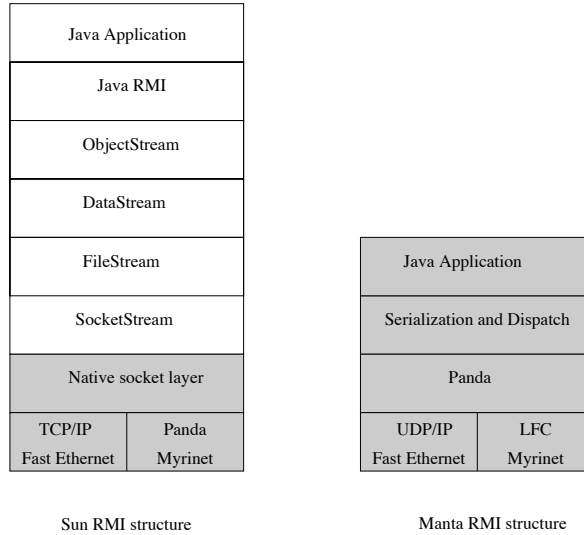 Java Application
Java RMI
ObjectStream
DataStream
FileStream
SocketStream
Native socket layer
TCP/IP
Fast Ethernet
Panda
Myrinet
Sun RMI structure
Java Application
Serialization and Dispatch
Panda
UDP/IP
Fast Ethernet
LFC
Myrinet
Manta RMI structure